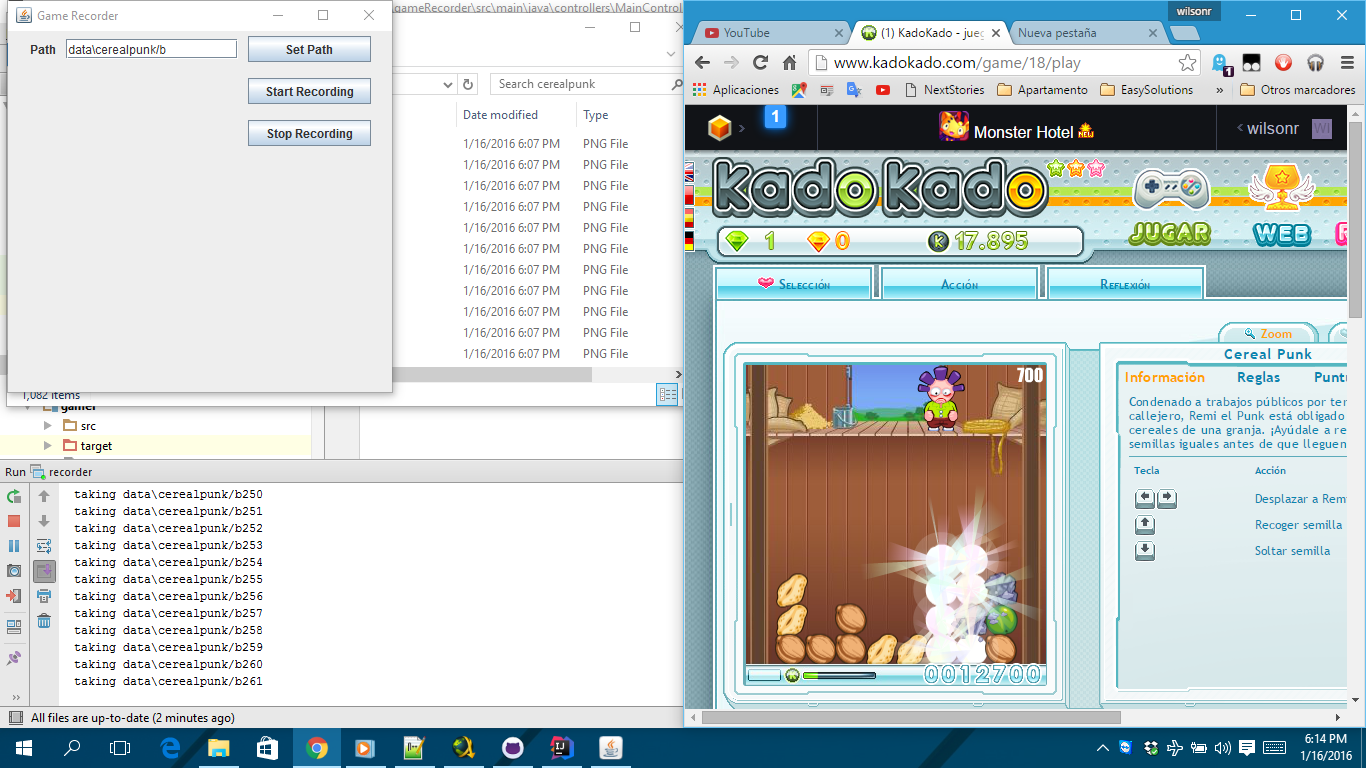 Game Recorder
Path
data\cerealpunk/b
Set Path
Start Recording
Stop Recording
gameRecorder\src\main\java\controllers\MainControl
Search cerealpunk
Date modified
Type
1/16/2016 6:07 PM PNG File
1/16/2016 6:07 PM PNG File
1/16/2016 6:07 PM PNG File
1/16/2016 6:07 PM PNG File
1/16/2016 6:07 PM PNG File
1/16/2016 6:07 PM PNG File
1/16/2016 6:07 PM PNG File
1/16/2016 6:07 PM PNG File
1/16/2016 6:07 PM PNG File
1/16/2016 6:07 PM PNG File
1/16/2016 6:07 PM PNG File
1,082 items
gamer
src
target
Run recorder
taking data\cerealpunk/b250
taking data\cerealpunk/b251
taking data\cerealpunk/b252
taking data\cerealpunk/b253
taking data\cerealpunk/b254
taking data\cerealpunk/b255
taking data\cerealpunk/b256
taking data\cerealpunk/b257
taking data\cerealpunk/b258
taking data\cerealpunk/b259
taking data\cerealpunk/b260
taking data\cerealpunk/b261
All files are up-to-date (2 minutes ago)
wilsonr
YouTube
(1) KadoKado - jueg
Nueva pestaña
www.kadokado.com/game/18/play
1
Aplicaciones
NextStories
Apartamento
EasySolutions
»
Otros marcadores
1
Monster Hotel NEW
wilsonr
WI
KadoKado
1
0
K 17.895
JUGAR
WEB
R
Selección
Acción
Reflexión
Zoom
Cereal Punk
Información
Reglas
Punt
Condenado a trabajos públicos por ter
callejero, Remi el Punk está obligado
cereales de una granja. ¡Ayúdale a re
semillas iguales antes de que lleguen
Tecla
Acción
Desplazar a Rem
Recoger semilla
Soltar semilla
700
0012700
6:14 PM
1/16/2016